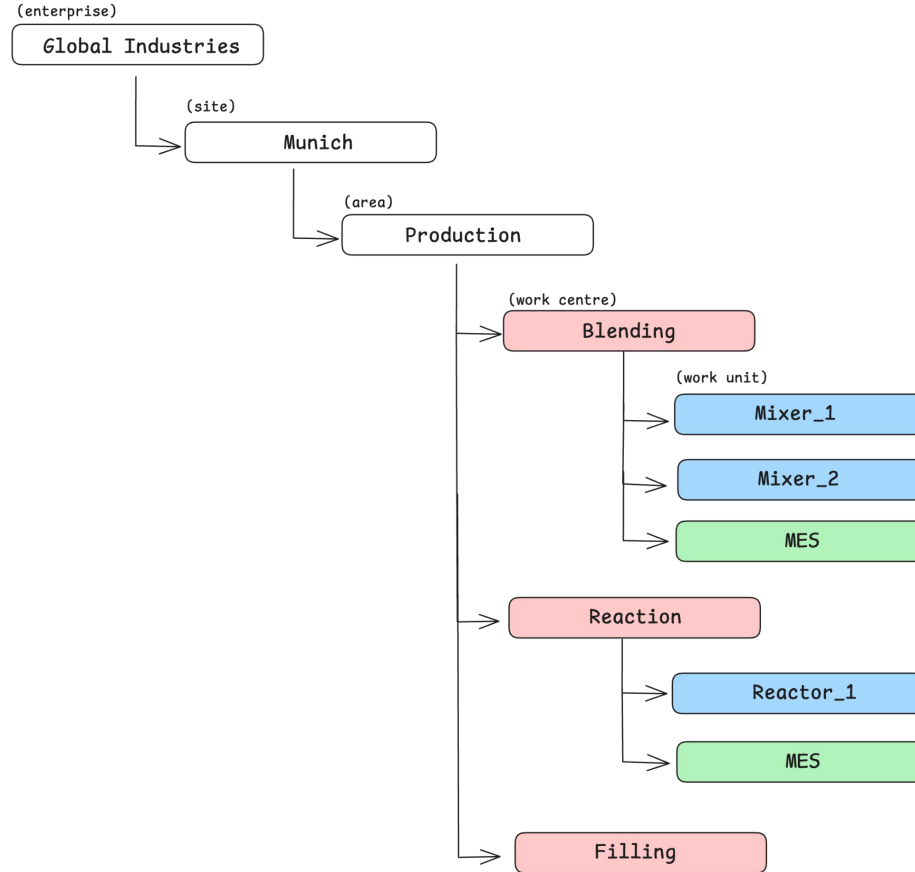 (enterprise)
Global Industries
(site)
Munich
(area)
Production
(work centre)
Blending
(work unit)
Mixer_1
Mixer_2
MES
Reaction
Reactor_1
MES
Filling